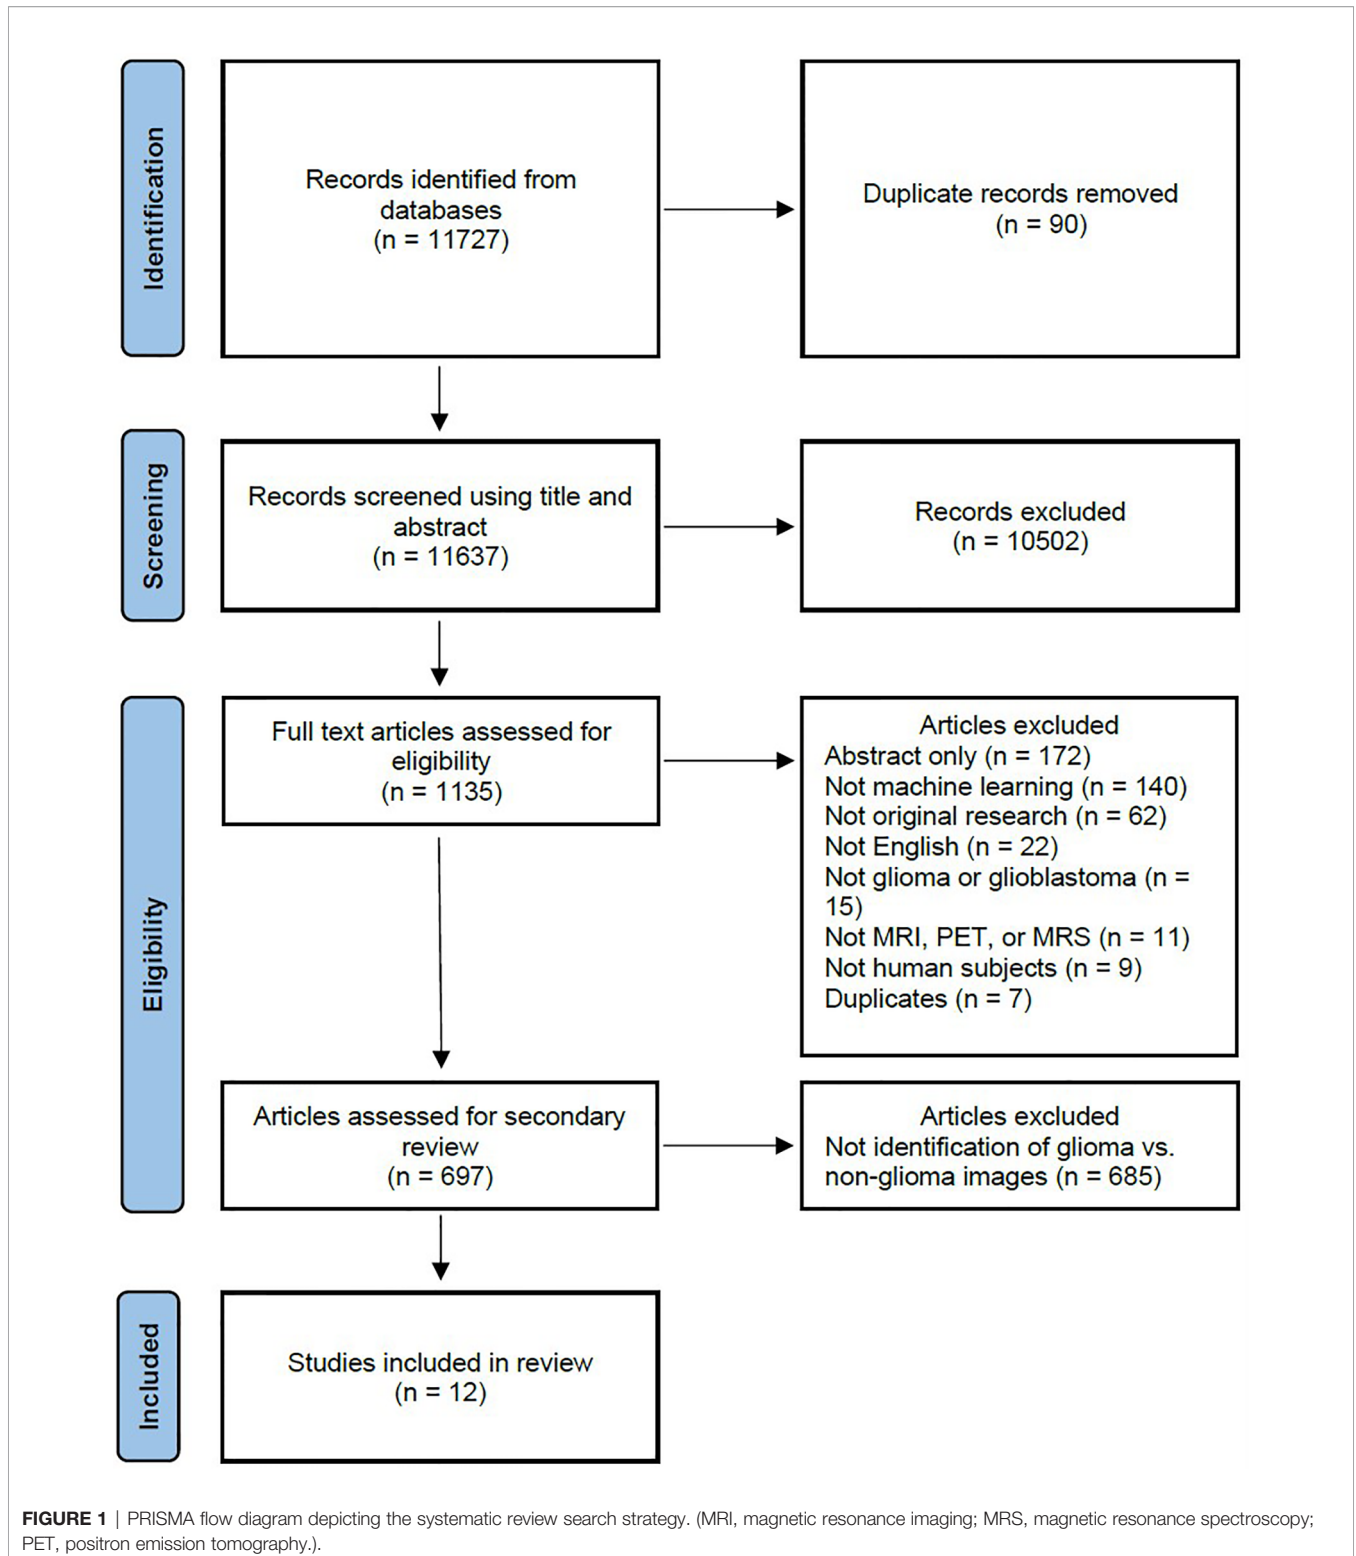 Identification
Records identified from
databases
(n = 11727)
Duplicate records removed
(n = 90)
Screening
Records screened using title and
abstract
(n = 11637)
Records excluded
(n = 10502)
Eligibility
Full text articles assessed for
eligibility
(n = 1135)
Articles excluded
Abstract only (n = 172)
Not machine learning (n = 140)
Not original research (n = 62)
Not English (n = 22)
Not glioma or glioblastoma (n =
15)
Not MRI, PET, or MRS (n = 11)
Not human subjects (n = 9)
Duplicates (n = 7)
Articles assessed for secondary
review
(n = 697)
Articles excluded
Not identification of glioma vs.
non-glioma images (n = 685)
Included
Studies included in review
(n = 12)
FIGURE 1 | PRISMA flow diagram depicting the systematic review search strategy. (MRI, magnetic resonance imaging; MRS, magnetic resonance spectroscopy;
PET, positron emission tomography.).